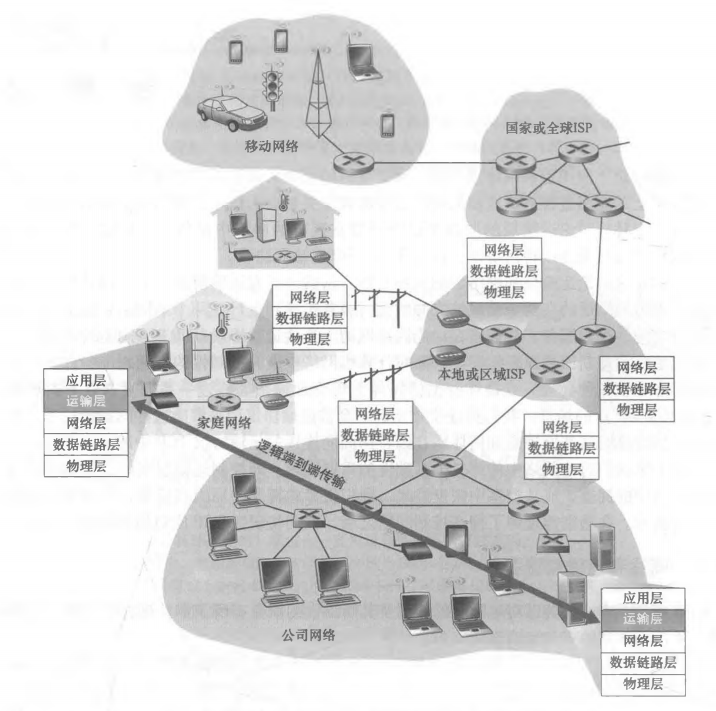 移动网络
国家或全球ISP
网络层
数据链路层
物理层
网络层
数据链路层
物理层
本地或区域ISP
网络层
数据链路层
物理层
应用层
运输层
网络层
数据链路层
物理层
家庭网络
网络层
数据链路层
物理层
网络层
数据链路层
物理层
逻辑端到端传输
公司网络
应用层
运输层
网络层
数据链路层
物理层